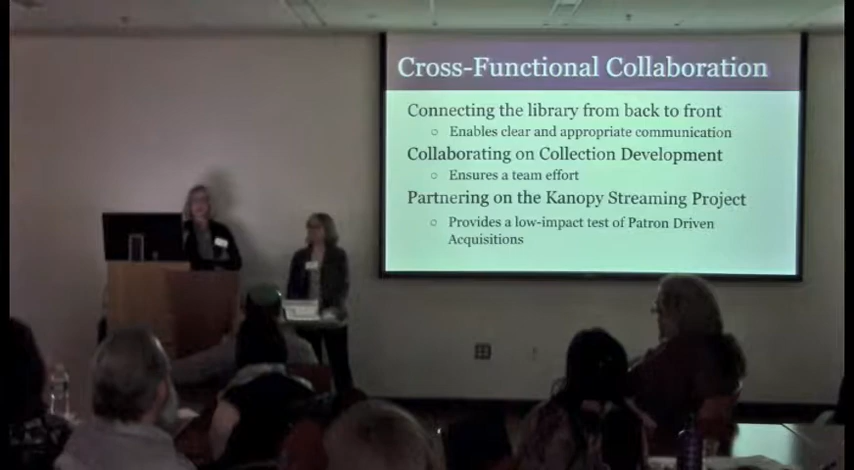 Cross-Functional Collaboration
Connecting the library from back to front
○ Enables clear and appropriate communication
Collaborating on Collection Development
○ Ensures a team effort
Partnering on the Kanopy Streaming Project
○ Provides a low-impact test of Patron Driven
Acquisitions